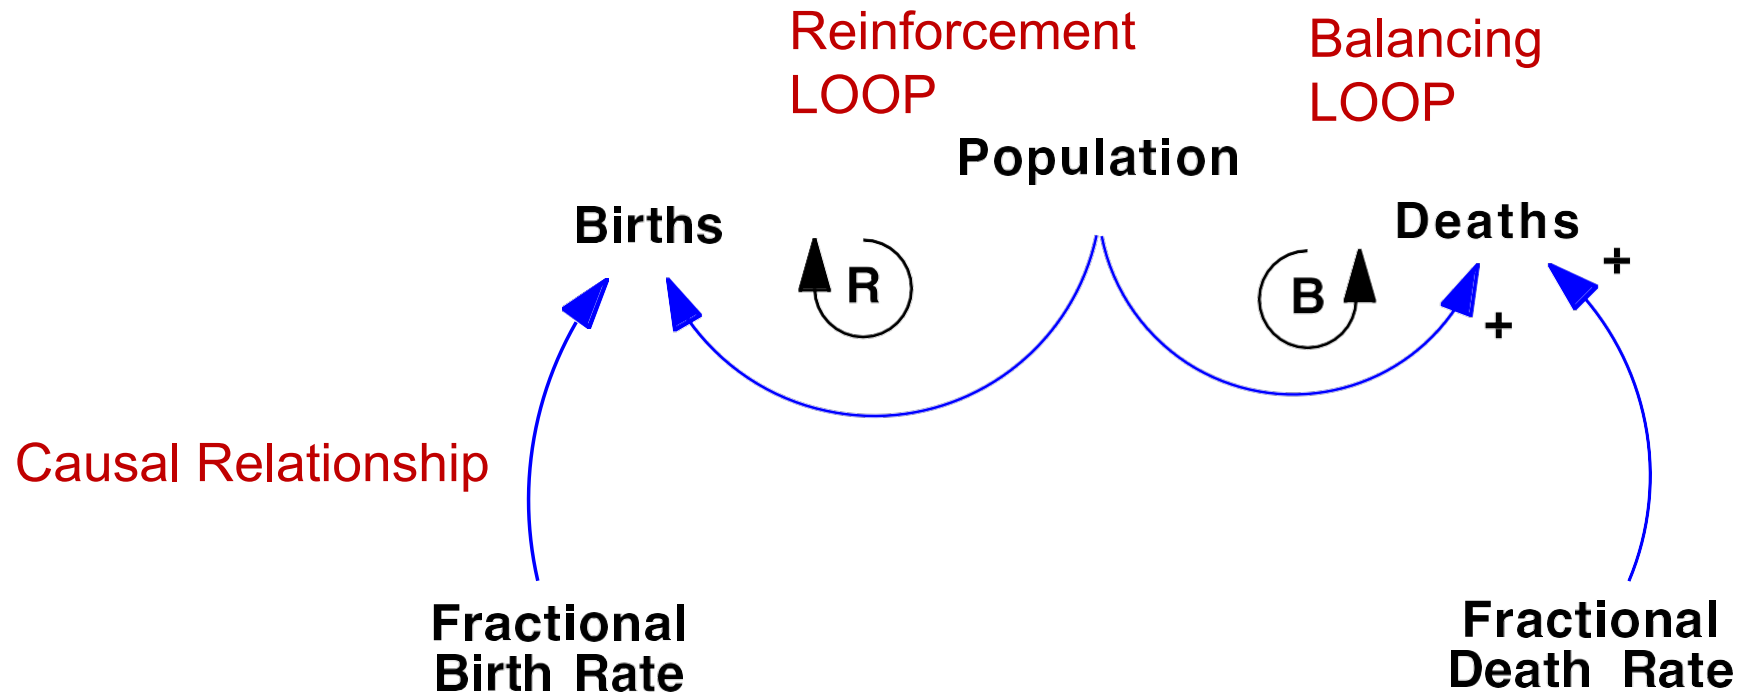 Reinforcement
LOOP
Balancing
LOOP
Population
Births
Deaths
+
R
B
+
Causal Relationship
Fractional
Birth Rate
Fractional
Death Rate